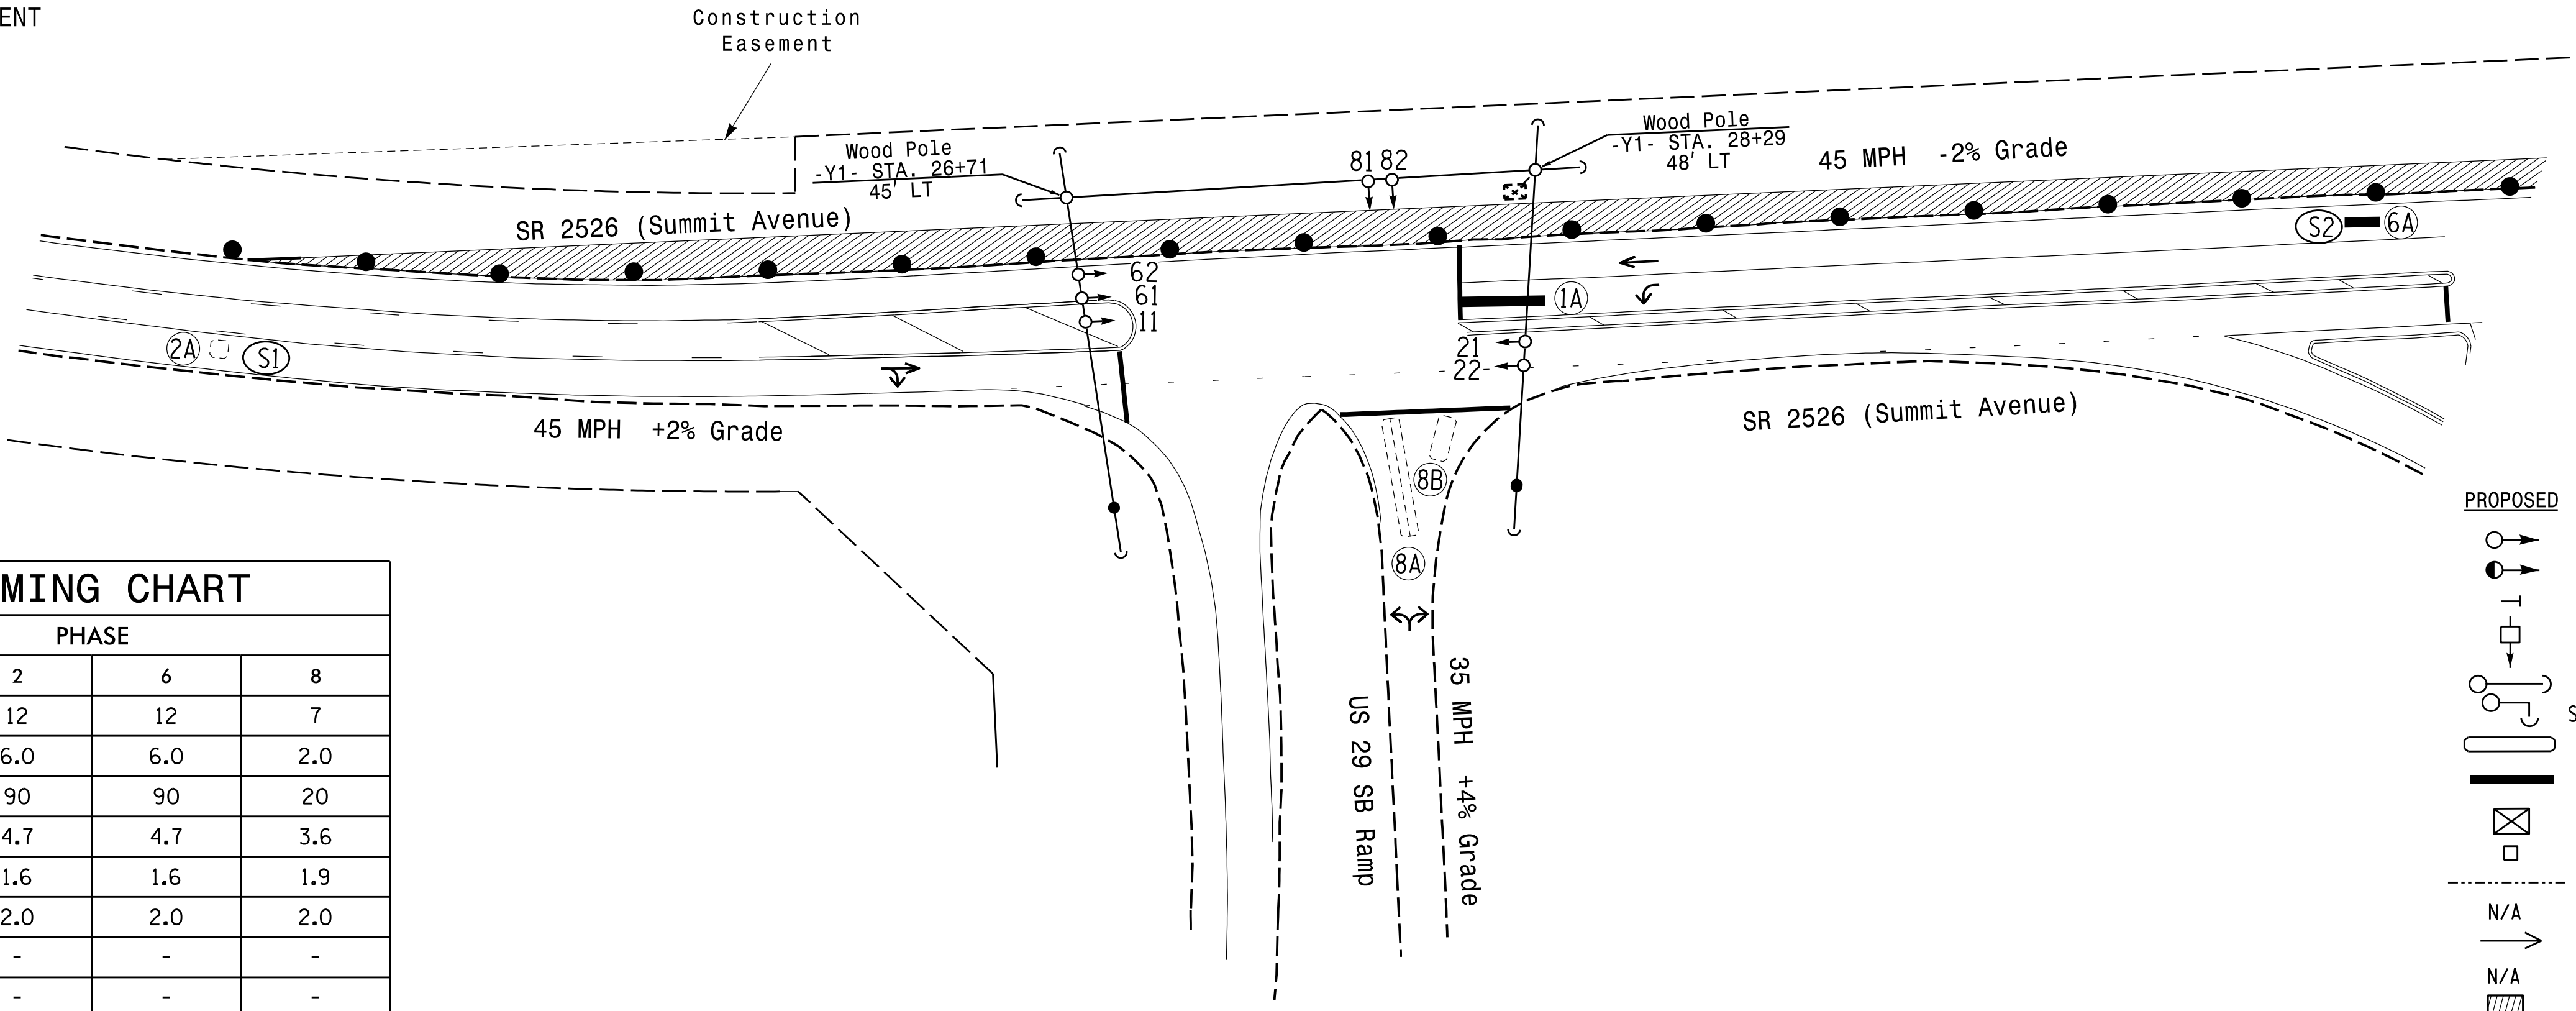 ENT
Construction
Easement
Wood Pole
-Y1- STA. 26+71
45' LT
81 82
Wood Pole
-Y1- STA. 28+29
48' LT
45 MPH -2% Grade
SR 2526 (Summit Avenue)
62
61
11
S2
6A
1A
2A
S1
21
22
45 MPH +2% Grade
SR 2526 (Summit Avenue)
8B
8A
US 29 SB Ramp
35 MPH +4% Grade
PROPOSED
N/A
N/A
MING CHART
PHASE
2 6 8
12 12 7
6.0 6.0 2.0
90 90 20
4.7 4.7 3.6
1.6 1.6 1.9
2.0 2.0 2.0
- - -
- - -